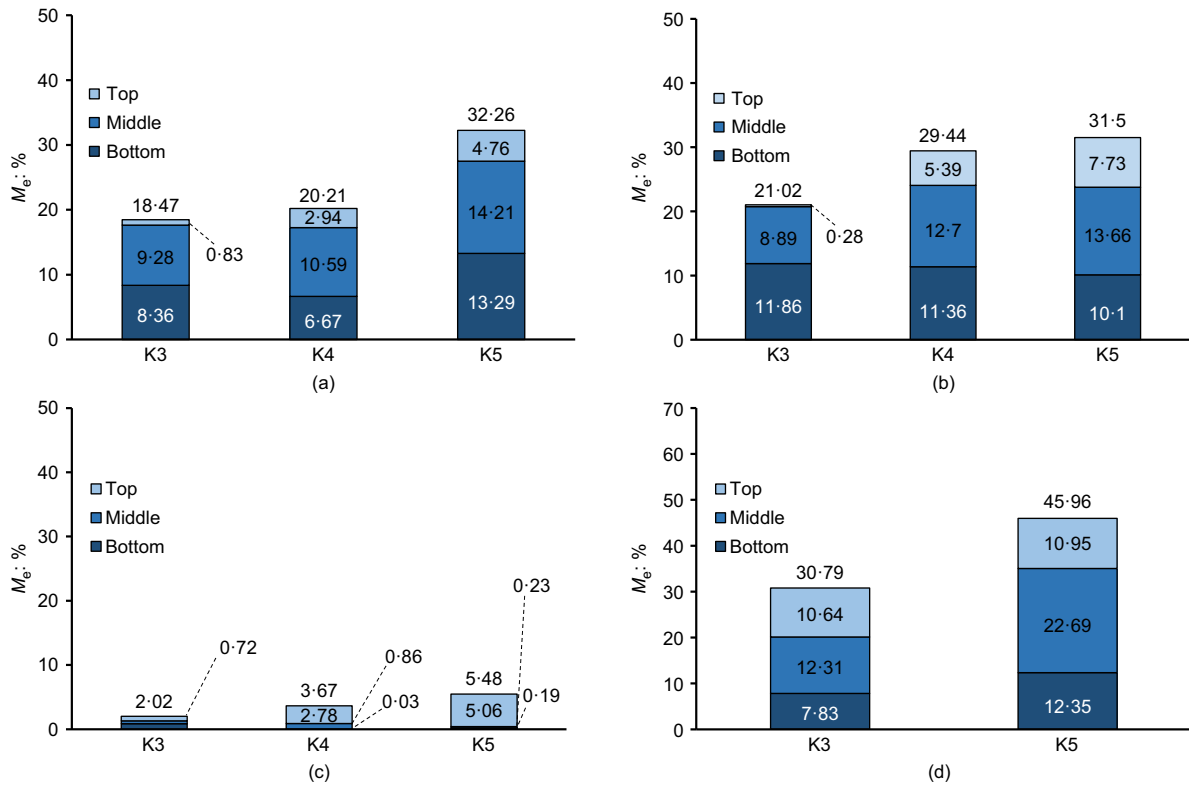 50
40
30
20
10
0
Me: %
Top
Middle
Bottom
18·47
0·83
9·28
8·36
20·21
2·94
10·59
6·67
32·26
4·76
14·21
13·29
K3 K4 K5
(a)
50
40
30
20
10
0
Me: %
Top
Middle
Bottom
21·02
0·28
8·89
11·86
29·44
5·39
12·7
11·36
31·5
7·73
13·66
10·1
K3 K4 K5
(b)
50
40
30
20
10
0
Me: %
Top
Middle
Bottom
2·02
0·72
3·67
2·78
0·86
0·03
5·48
5·06
0·23
0·19
K3 K4 K5
(c)
70
60
50
40
30
20
10
0
Me: %
Top
Middle
Bottom
30·79
10·64
12·31
7·83
45·96
10·95
22·69
12·35
K3 K5
(d)